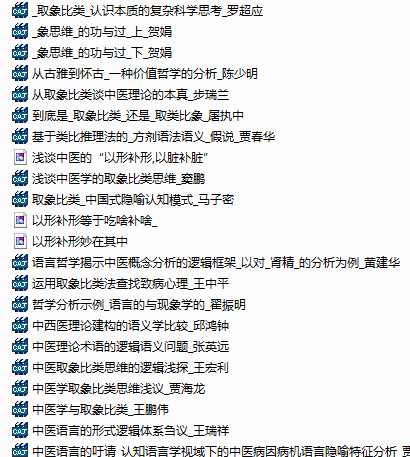 _取象比类_认识本质的复杂科学思考_罗超应
_象思维_的功与过_上_贺娟
_象思维_的功与过_下_贺娟
从古雅到怀古_一种价值哲学的分析_陈少明
从取象比类谈中医理论的本真_步瑞兰
到底是_取象比类_还是_取类比象_屠执中
基于类比推理法的_方剂语法语义_假说_贾春华
浅谈中医的“以形补形,以脏补脏”
浅谈中医学的取象比类思维_窦鹏
取象比类_中国式隐喻认知模式_马子密
以形补形等于吃啥补啥_
以形补形妙在其中
语言哲学揭示中医概念分析的逻辑框架_以对_肾精_的分析为例_黄建华
运用取象比类法查找致病心理_王中平
哲学分析示例_语言的与现象学的_翟振明
中西医理论建构的语义学比较_邱鸿钟
中医理论术语的逻辑语义问题_张英远
中医取象比类思维的逻辑浅探_王宏利
中医学取象比类思维浅议_贾海龙
中医学与取象比类_王鹏伟
中医语言的形式逻辑体系刍议_王瑞祥
中医语言的吁请 认知语言学视域下的中医病因病机语言隐喻特征分析 贾